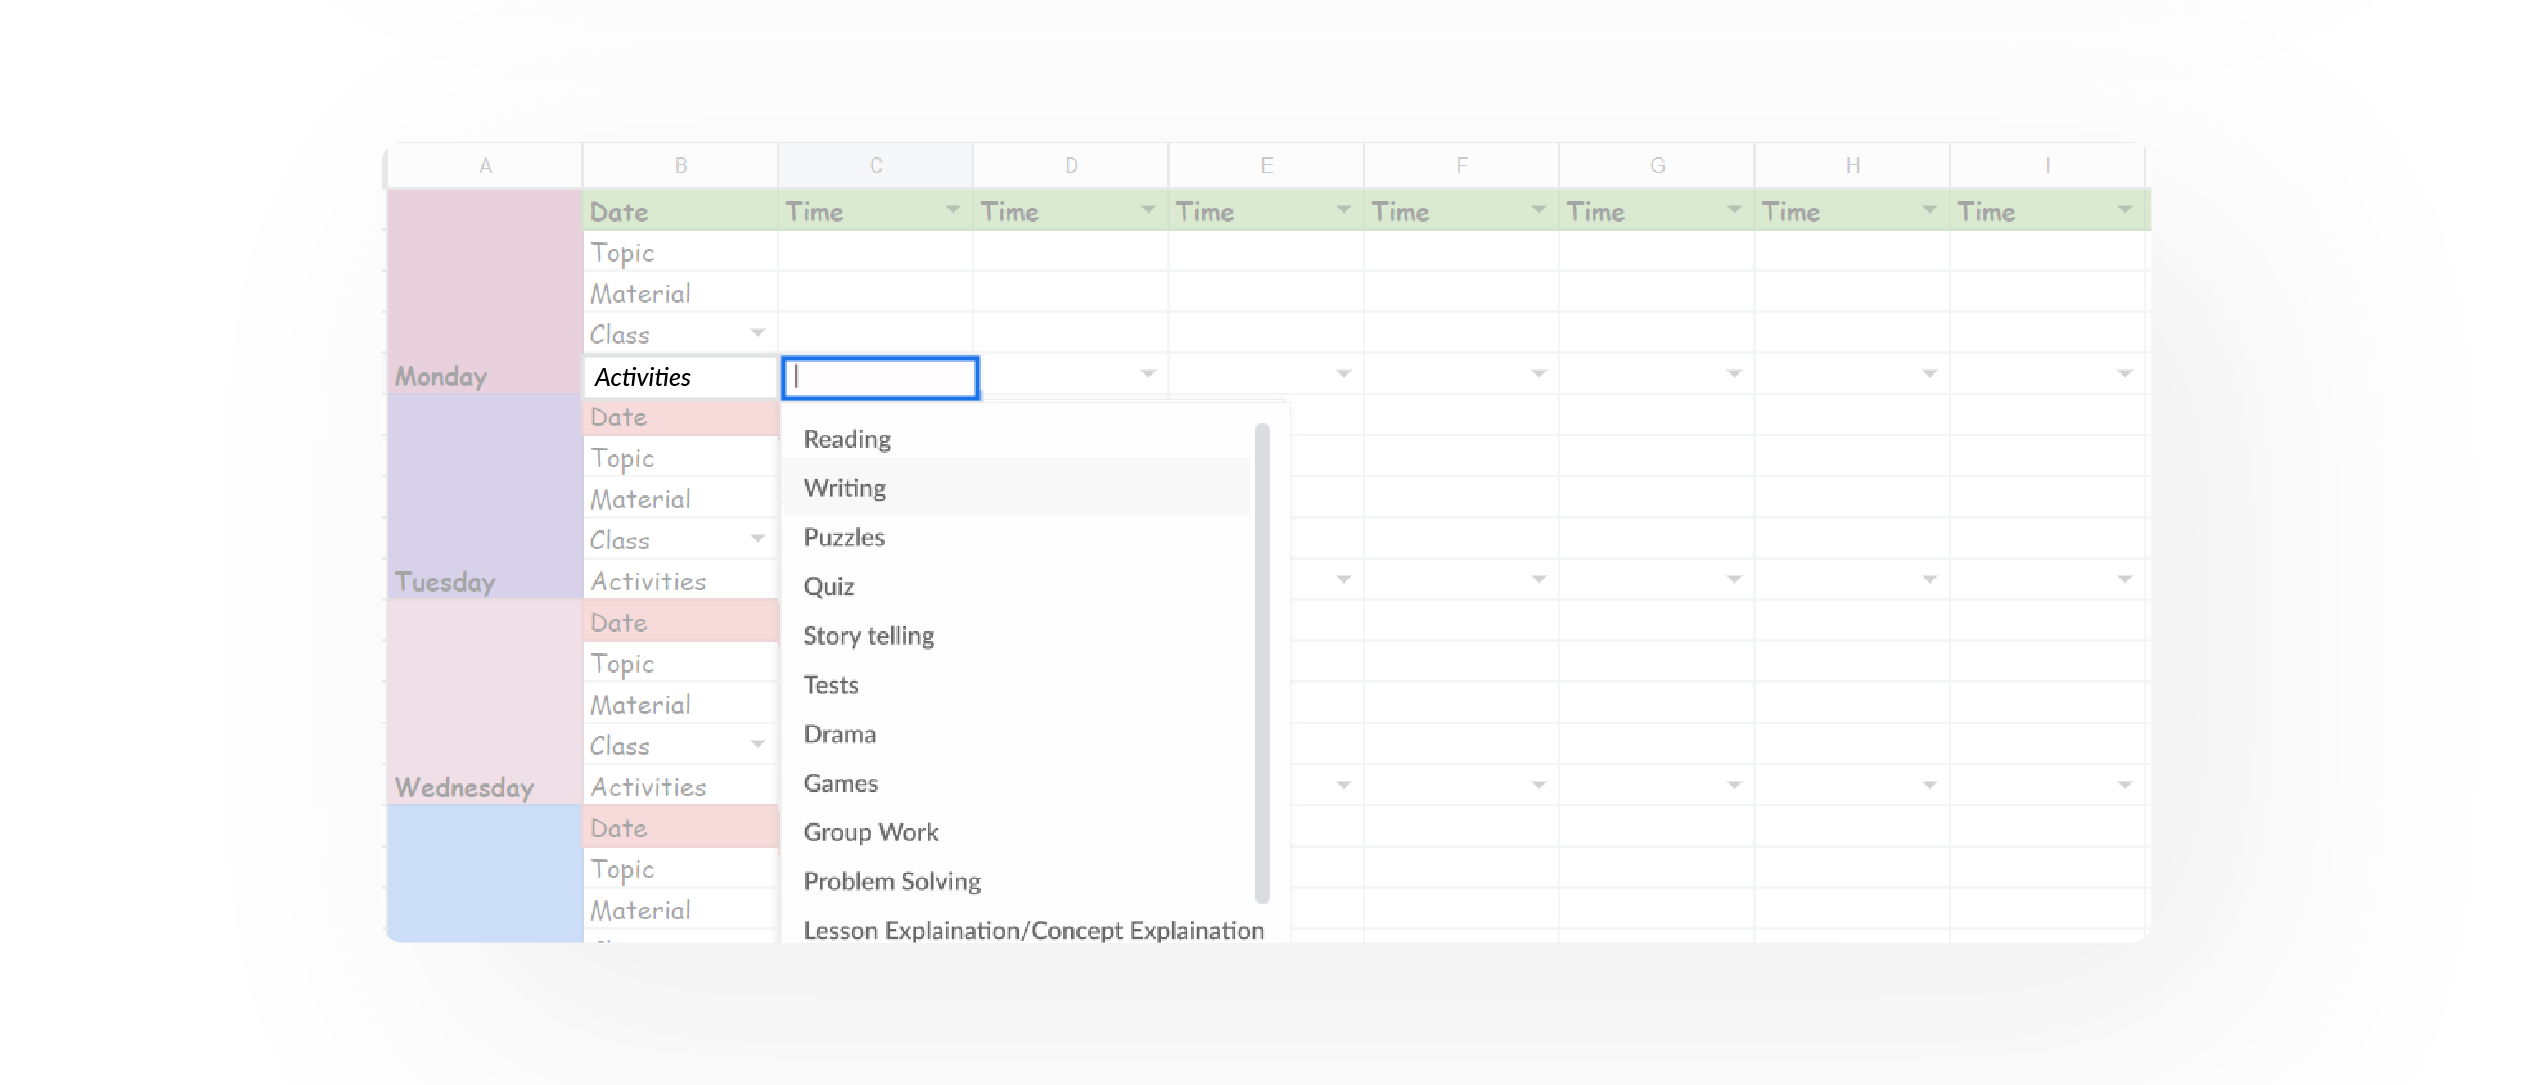 A B C D E F G H I
Date Time Time Time Time Time Time Time
Topic
Material
Class
Monday Activities
Date
Topic
Material
Class
Tuesday Activities
Date
Topic
Material
Class
Wednesday Activities
Date
Topic
Material
Reading
Writing
Puzzles
Quiz
Story telling
Tests
Drama
Games
Group Work
Problem Solving
Lesson Explaination/Concept Explaination